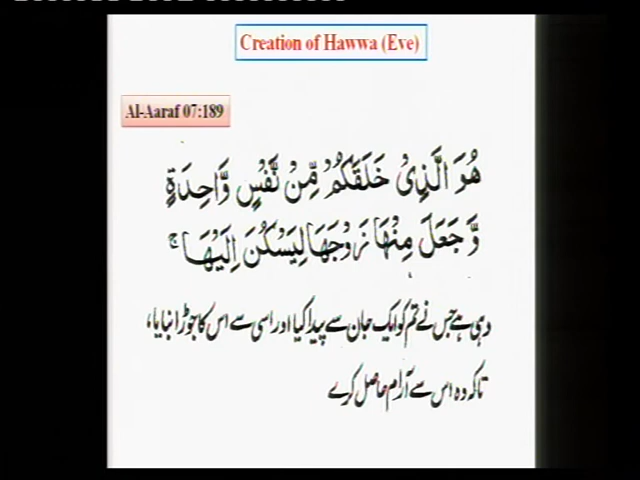 Creation of Hawwa (Eve)
Al-Aaraf 07:189
هُوَ الَّذِیْ خَلَقَكُمْ مِّنْ نَّفْسٍ وَّاحِدَةٍ
وَّ جَعَلَ مِنْهَا زَوْجَهَا لِیَسْكُنَ اِلَیْهَا ۚ
وہی ہے جس نے تم کو ایک جان سے پیدا کیا اور اسی سے اس کا جوڑا بنایا،
تاکہ وہ اس سے آرام حاصل کرے